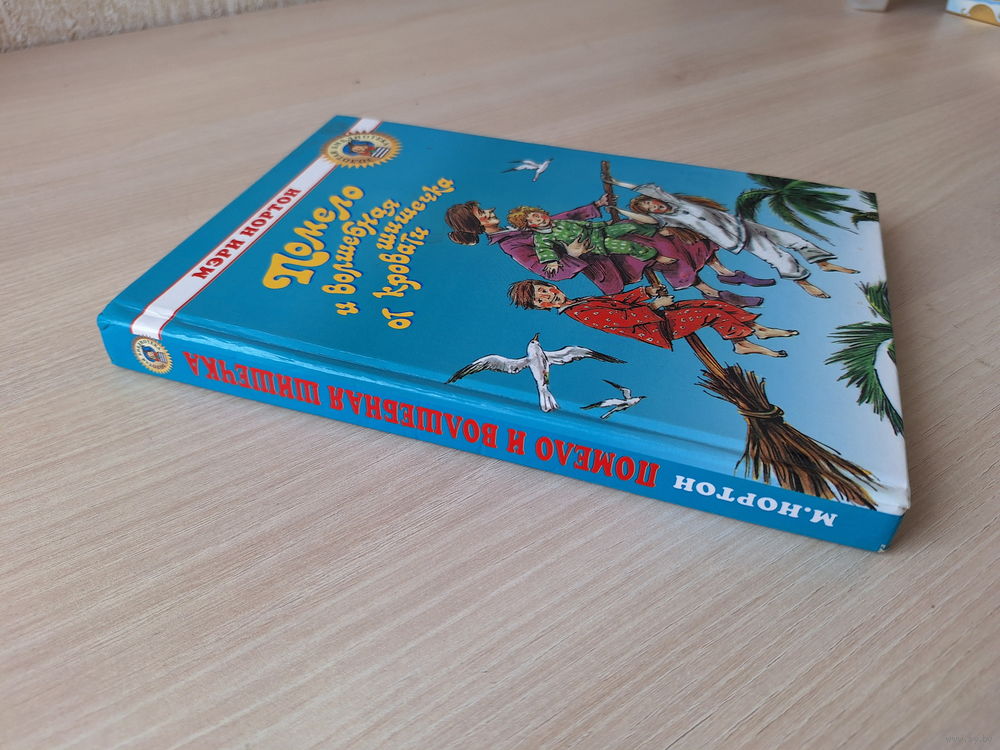 МЭРИ НОРТОН
ПОМЕЛО
и волшебная
шишечка
от кровати
М.НОРТОН
ПОМЕЛО И ВОЛШЕБНАЯ ШИШЕЧКА